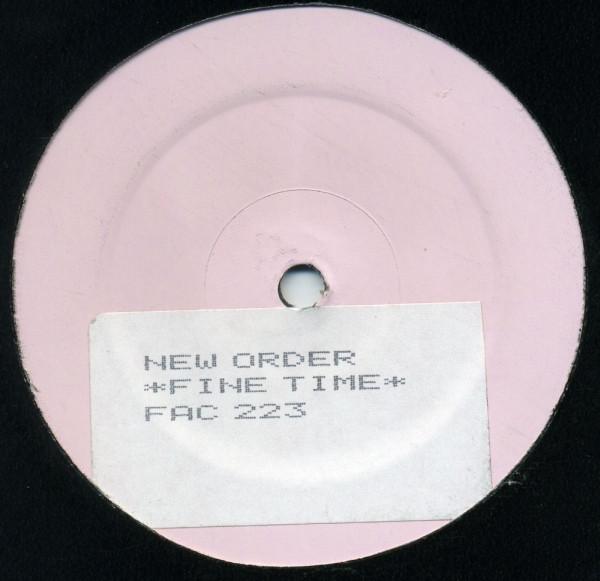 NEW ORDER
*FINE TIME*
FAC 223